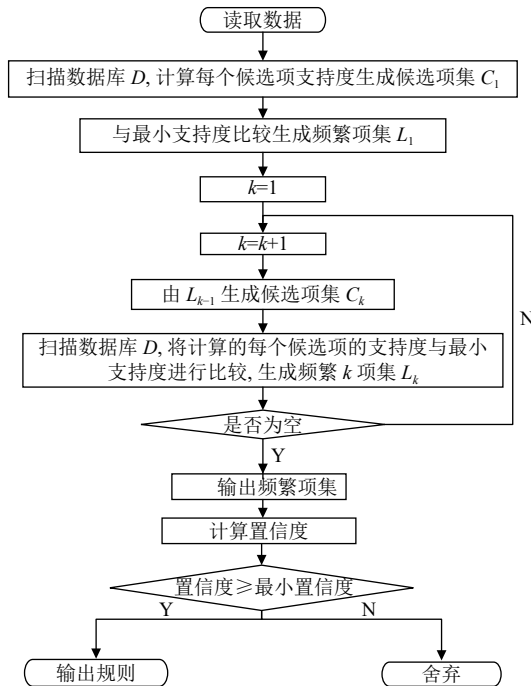 读取数据
扫描数据库 D, 计算每个候选项支持度生成候选项集 C₁
与最小支持度比较生成频繁项集 L₁
k=1
k=k+1
由 Lₖ₋₁ 生成候选项集 Cₖ
N
扫描数据库 D, 将计算的每个候选项的支持度与最小
支持度进行比较, 生成频繁 k 项集 Lₖ
是否为空
Y
输出频繁项集
计算置信度
置信度≥最小置信度
Y
N
输出规则
舍弃